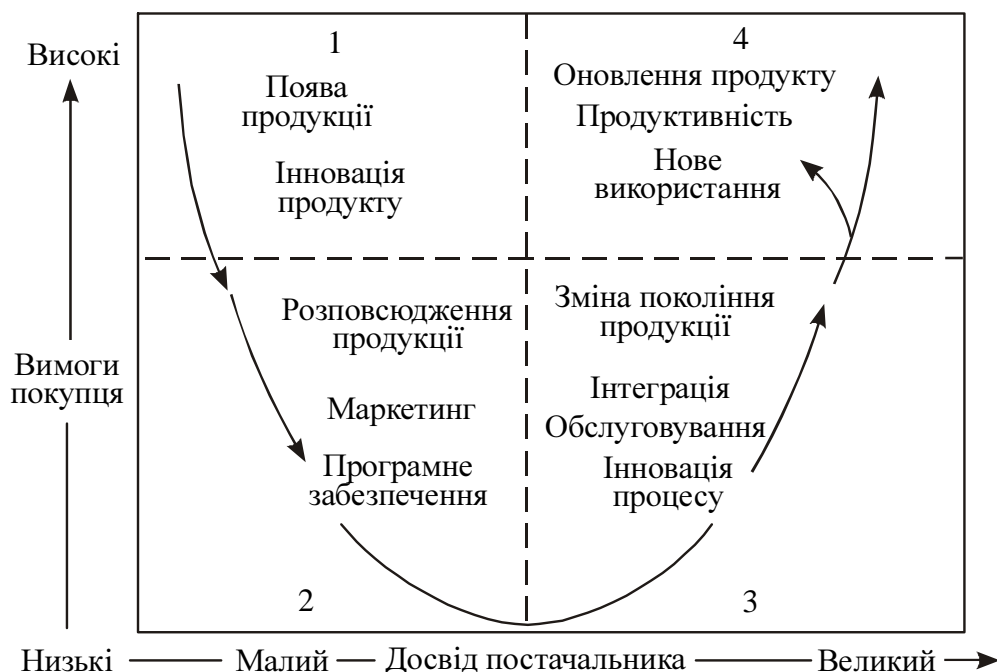 Високі
Вимоги
покупця
1
Поява
продукції
Інновація
продукту
4
Оновлення продукту
Продуктивність
Нове
використання
Розповсюдження
продукції
Маркетинг
Програмне
забезпечення
2
Зміна покоління
продукції
Інтеграція
Обслуговування
Інновація
процесу
3
Низькі Малий Досвід постачальника Великий